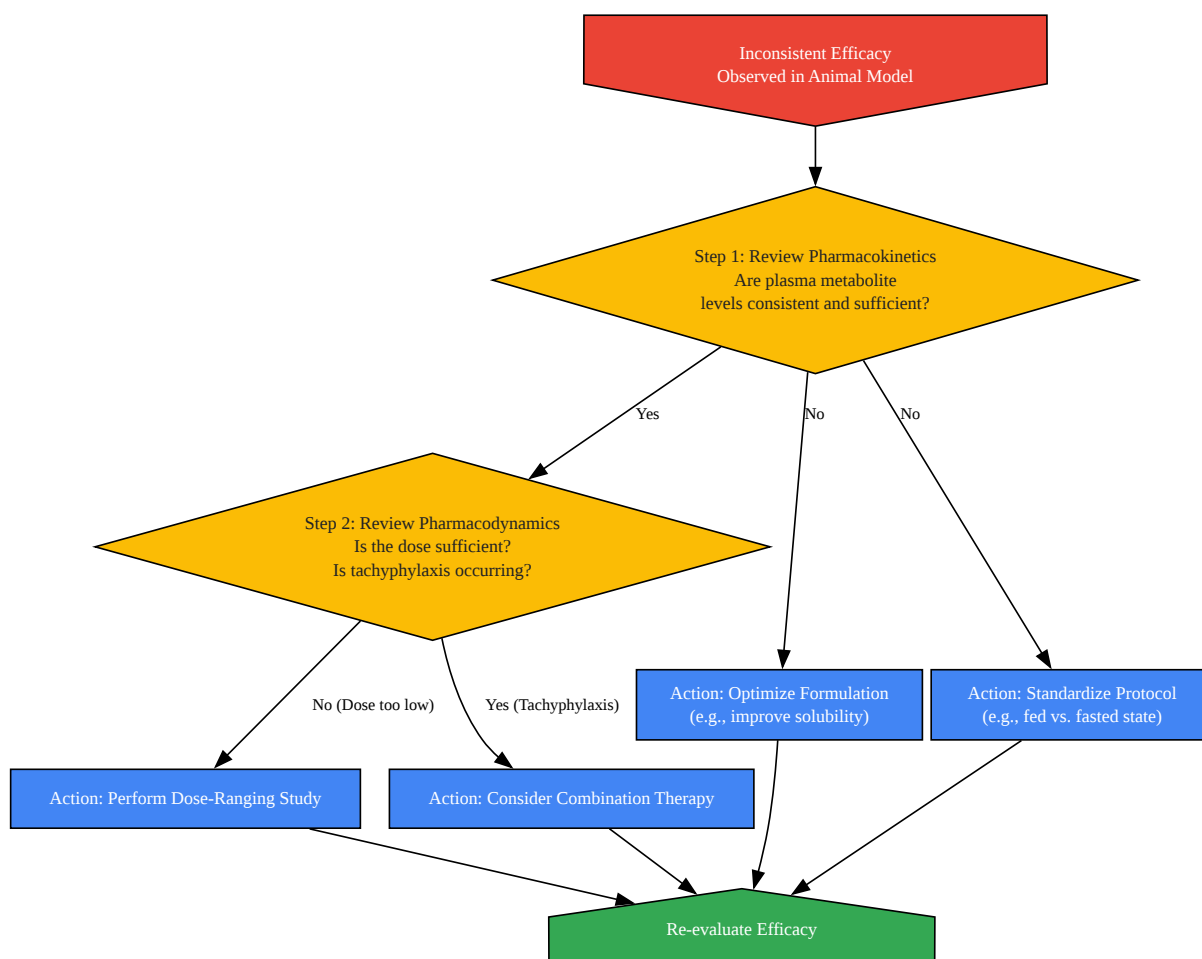 Inconsistent Efficacy
Observed in Animal Model
Step 1: Review Pharmacokinetics
Are plasma metabolite
levels consistent and sufficient?
Yes
No
No
Step 2: Review Pharmacodynamics
Is the dose sufficient?
Is tachyphylaxis occurring?
No (Dose too low)
Yes (Tachyphylaxis)
Action: Optimize Formulation
(e.g., improve solubility)
Action: Standardize Protocol
(e.g., fed vs. fasted state)
Action: Perform Dose-Ranging Study
Action: Consider Combination Therapy
Re-evaluate Efficacy